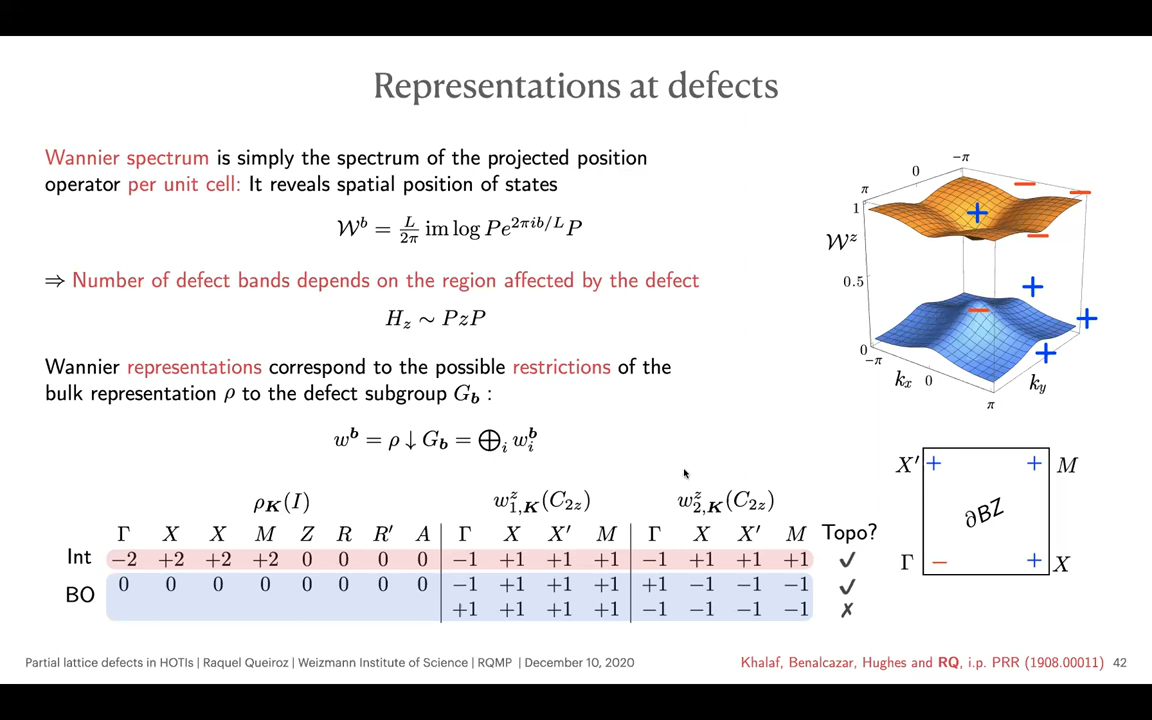 Representations at defects
Wannier spectrum is simply the spectrum of the projected position
operator per unit cell: It reveals spatial position of states
𝒲ᵇ = L/2π im log Pe^{2πib/L}P
⇒ Number of defect bands depends on the region affected by the defect
H_z ∼ PzP
Wannier representations correspond to the possible restrictions of the
bulk representation ρ to the defect subgroup G_b :
w^b = ρ ↓ G_b = ⊕_i w_i^b
ρ_K(I) w^z_{1,K}(C_{2z}) w^z_{2,K}(C_{2z})
Γ X X M Z R R′ A Γ X X′ M Γ X X′ M Topo?
Int −2 +2 +2 +2 0 0 0 0 −1 +1 +1 +1 −1 +1 +1 +1 ✓
BO 0 0 0 0 0 0 0 0 −1 +1 +1 +1 +1 −1 −1 −1 ✓
+1 +1 +1 +1 −1 −1 −1 −1 ✗
−π
0
π
1
𝒲ᶻ
0.5
0
−π
k_x 0
π
k_y
+ − − −
− + + +
X′ + + M
∂BZ
Γ − + X
Partial lattice defects in HOTIs | Raquel Queiroz | Weizmann Institute of Science | RQMP | December 10, 2020
Khalaf, Benalcazar, Hughes and RQ, i.p. PRR (1908.00011) 42